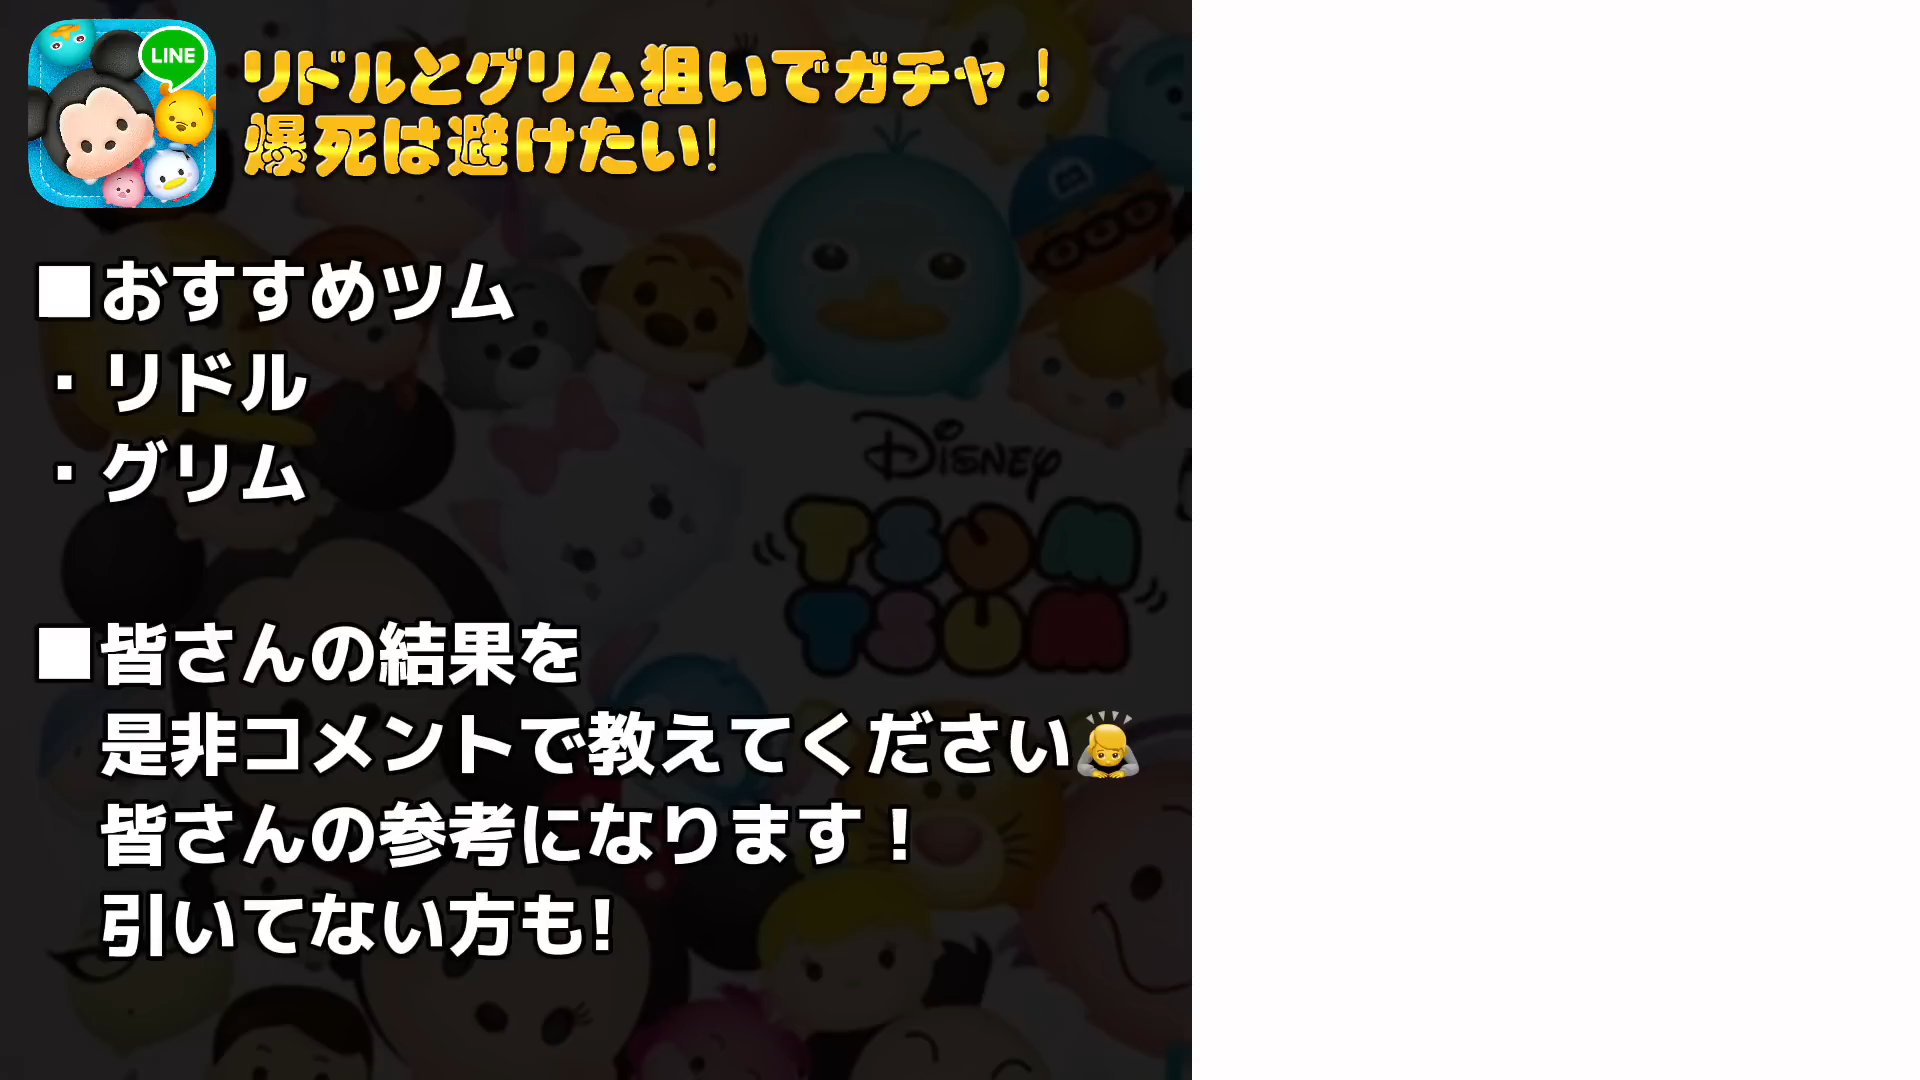 LINE
リドルとグリム狙いでガチャ！
爆死は避けたい!
■おすすめツム
・リドル
・グリム
DISNEY
TSUM
TSUM
■皆さんの結果を
是非コメントで教えてください🙇
皆さんの参考になります！
引いてない方も!